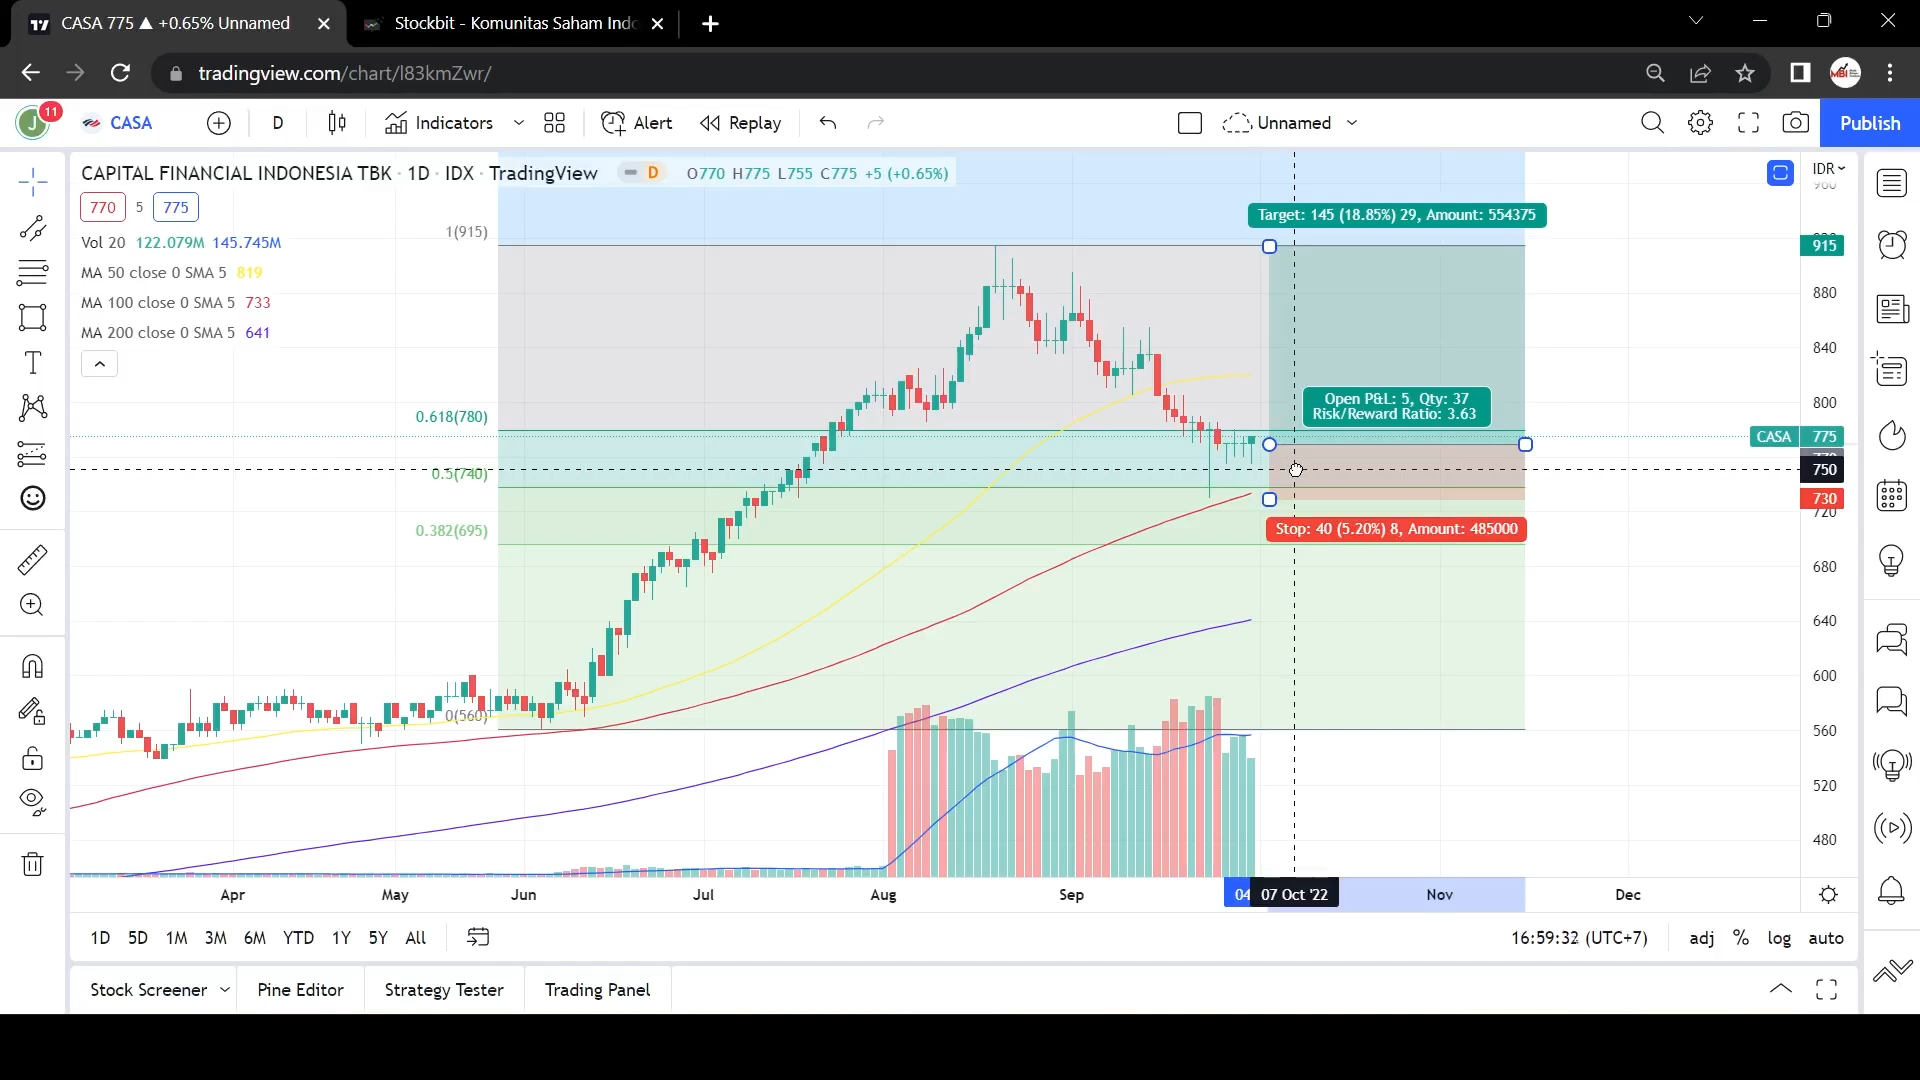 CASA 775 ▲ +0.65% Unnamed
Stockbit - Komunitas Saham Indo
tradingview.com/chart/l83kmZwr/
J 11 CASA D Indicators Alert Replay Unnamed Publish
CAPITAL FINANCIAL INDONESIA TBK · 1D · IDX · TradingView D O770 H775 L755 C775 +5 (+0.65%)
IDR
770 5 775
Vol 20 122.079M 145.745M
MA 50 close 0 SMA 5 819
MA 100 close 0 SMA 5 733
MA 200 close 0 SMA 5 641
1(915)
0.618(780)
0.5(740)
0.382(695)
0(560)
Target: 145 (18.85%) 29, Amount: 554375
Open P&L: 5, Qty: 37
Risk/Reward Ratio: 3.63
Stop: 40 (5.20%) 8, Amount: 485000
960
915
880
840
800
CASA 775
750
730
720
680
640
600
560
520
480
Apr May Jun Jul Aug Sep 04 07 Oct '22 Nov Dec
1D 5D 1M 3M 6M YTD 1Y 5Y All 16:59:32 (UTC+7) adj % log auto
Stock Screener Pine Editor Strategy Tester Trading Panel